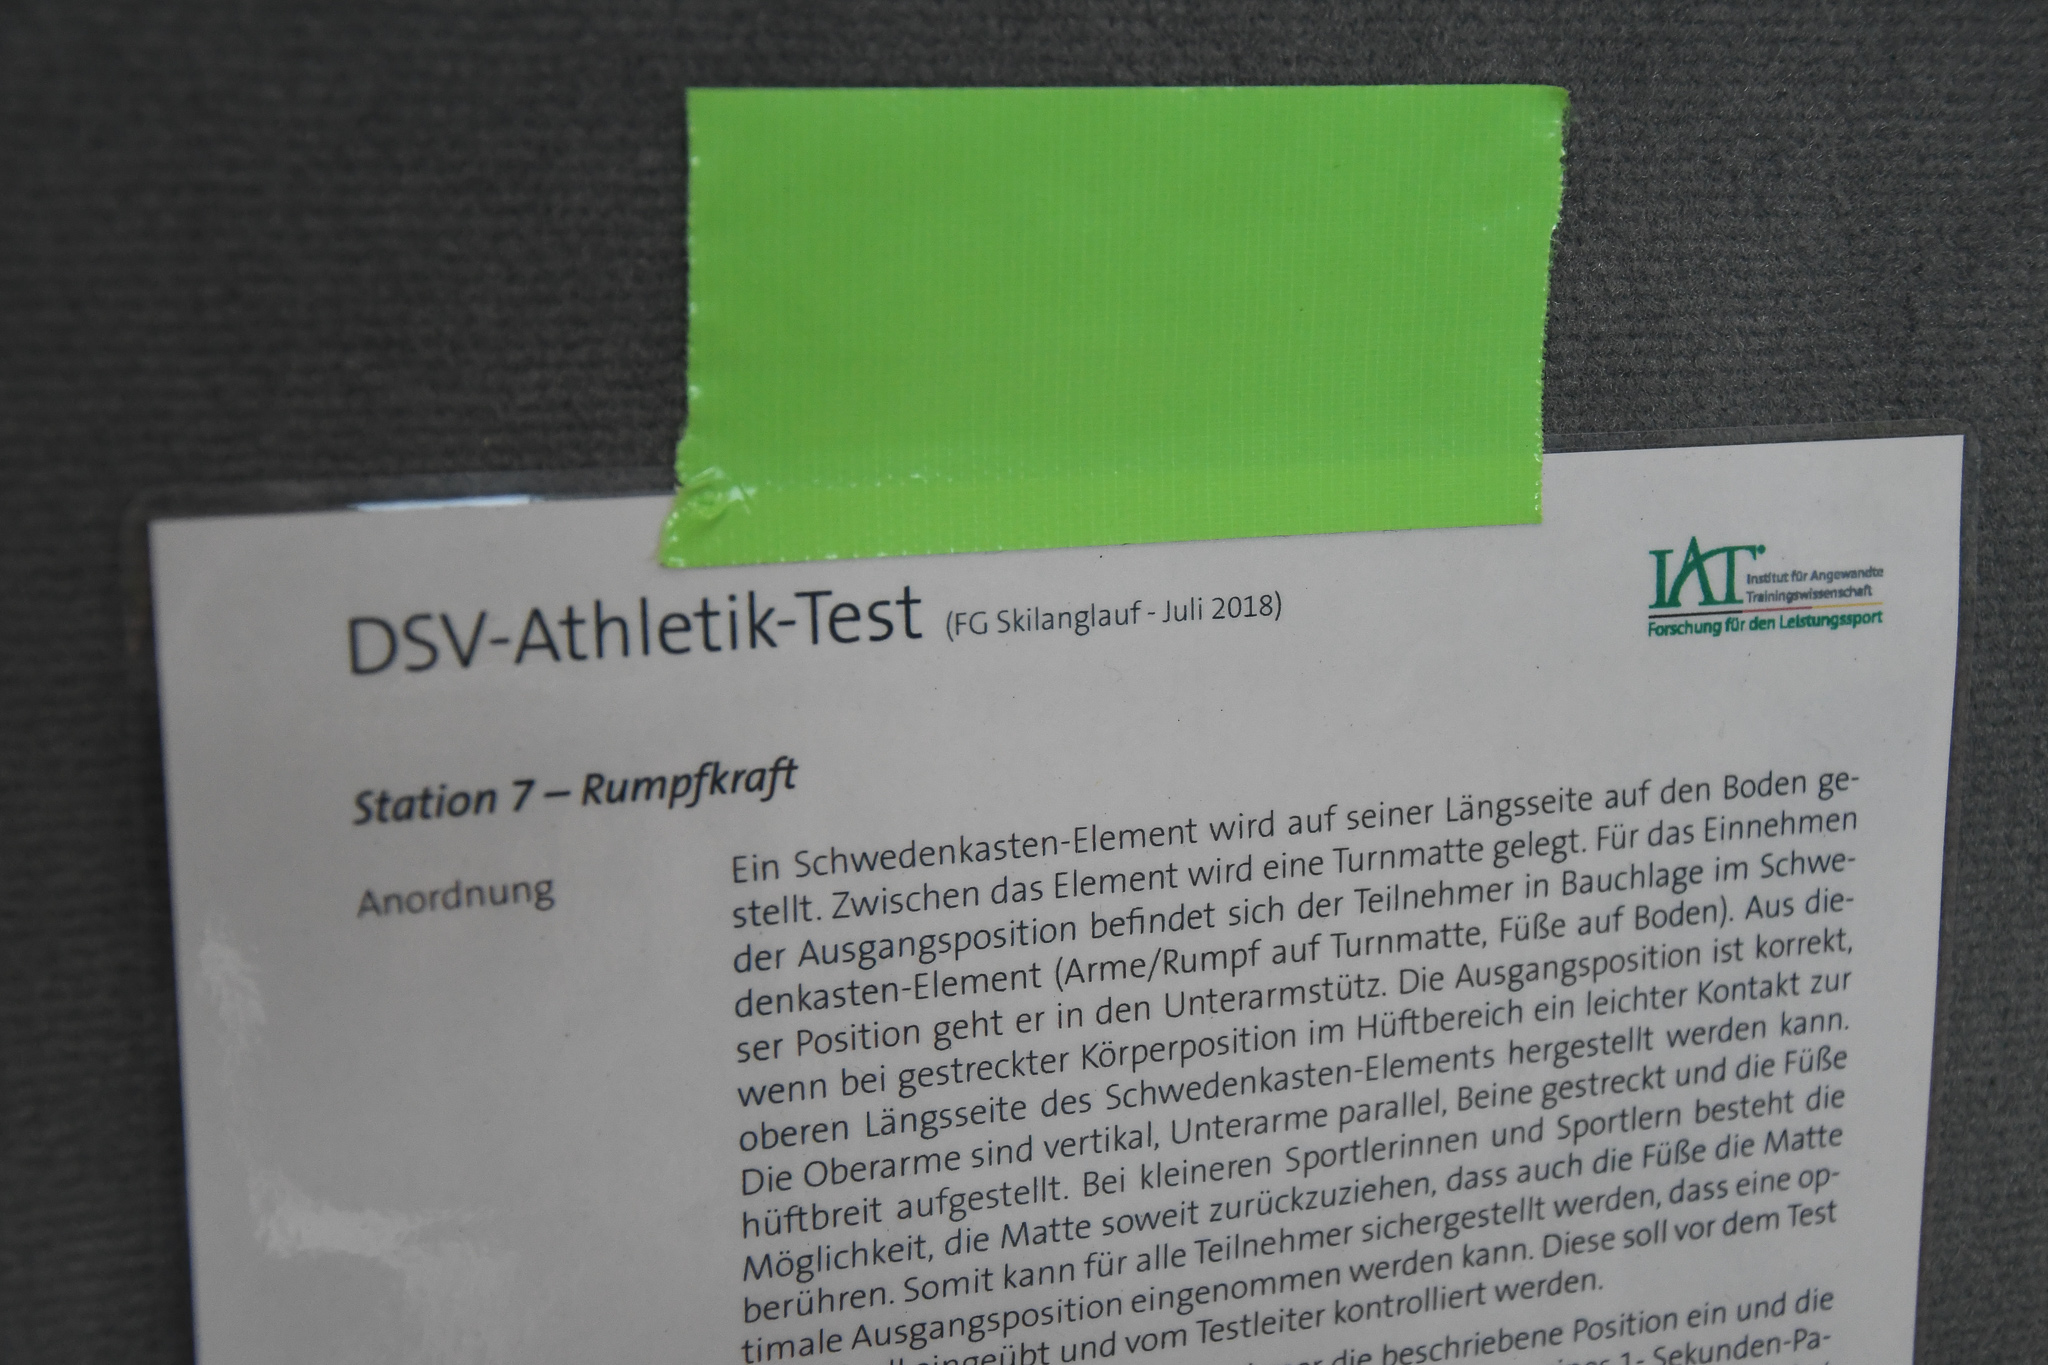 DSV-Athletik-Test (FG Skilanglauf - Juli 2018)
IAT
Institut für Angewandte
Trainingswissenschaft
Forschung für den Leistungssport
Station 7 – Rumpfkraft
Anordnung
Ein Schwedenkasten-Element wird auf seiner Längsseite auf den Boden ge-
stellt. Zwischen das Element wird eine Turnmatte gelegt. Für das Einnehmen
der Ausgangsposition befindet sich der Teilnehmer in Bauchlage im Schwe-
denkasten-Element (Arme/Rumpf auf Turnmatte, Füße auf Boden). Aus die-
ser Position geht er in den Unterarmstütz. Die Ausgangsposition ist korrekt,
wenn bei gestreckter Körperposition im Hüftbereich ein leichter Kontakt zur
oberen Längsseite des Schwedenkasten-Elements hergestellt werden kann.
Die Oberarme sind vertikal, Unterarme parallel, Beine gestreckt und die Füße
hüftbreit aufgestellt. Bei kleineren Sportlerinnen und Sportlern besteht die
Möglichkeit, die Matte soweit zurückzuziehen, dass auch die Füße die Matte
berühren. Somit kann für alle Teilnehmer sichergestellt werden, dass eine op-
timale Ausgangsposition eingenommen werden kann. Diese soll vor dem Test
eingeübt und vom Testleiter kontrolliert werden.
die beschriebene Position ein und die
1- Sekunden-Pa-